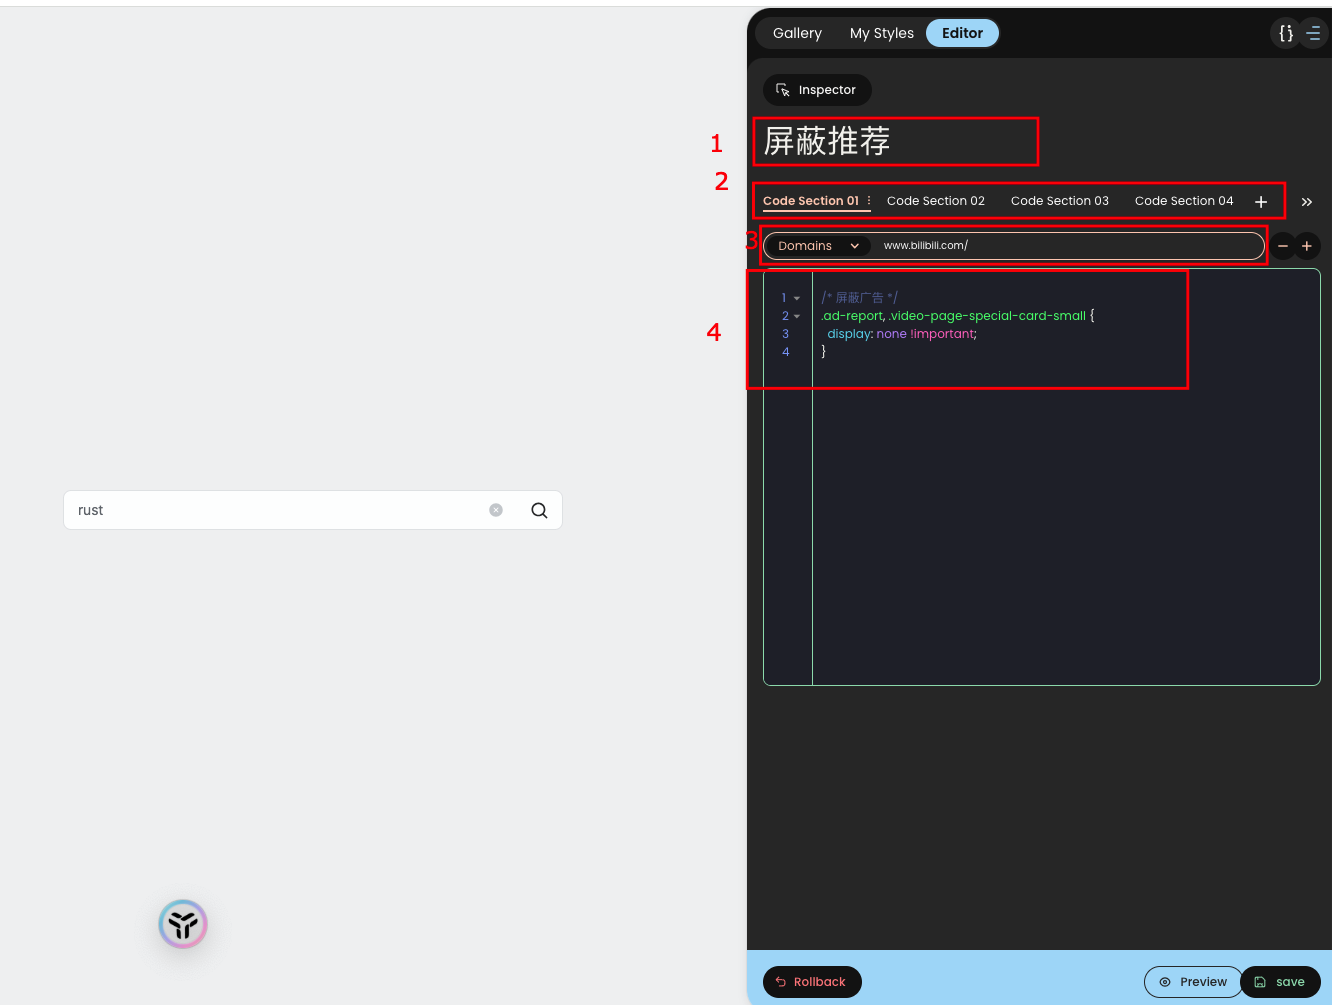 Gallery My Styles Editor {}
Inspector
1 屏蔽推荐
2 Code Section 01 Code Section 02 Code Section 03 Code Section 04 + »
3 Domains www.bilibili.com/ − +
4
1 /* 屏蔽广告 */
2 .ad-report, .video-page-special-card-small {
3 display: none !important;
4 }
rust
Rollback Preview save